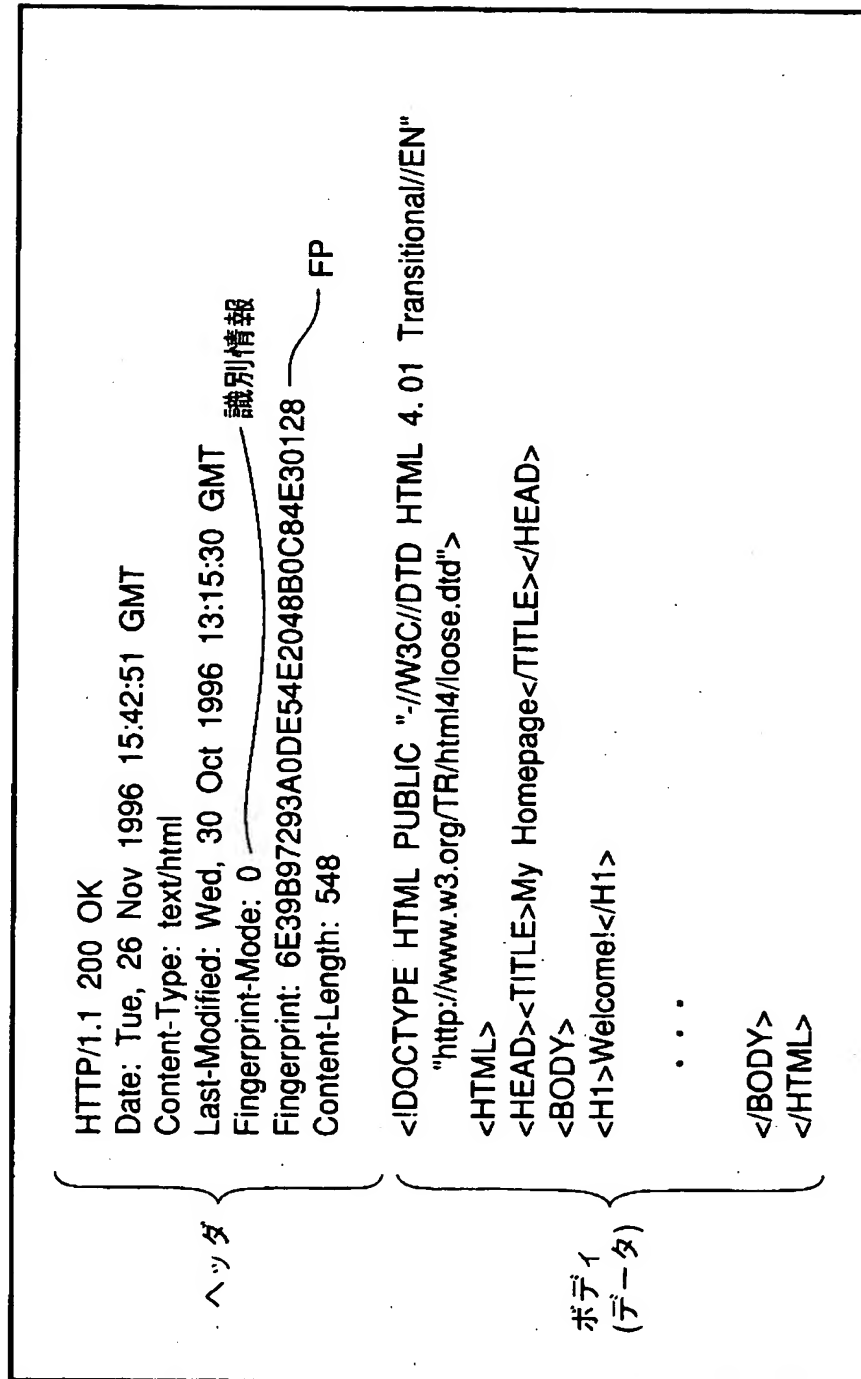 ヘッダ
HTTP/1.1 200 OK
Date: Tue, 26 Nov 1996 15:42:51 GMT
Content-Type: text/html
Last-Modified: Wed, 30 Oct 1996 13:15:30 GMT
Fingerprint-Mode: 0 識別情報
Fingerprint: 6E39B97293A0DE54E2048B0C84E30128 FP
Content-Length: 548
ボディ
(データ)
<!DOCTYPE HTML PUBLIC "-//W3C//DTD HTML 4. 01 Transitional//EN"
"http://www.w3.org/TR/html4/loose.dtd">
<HTML>
<HEAD><TITLE>My Homepage</TITLE></HEAD>
<BODY>
<H1>Welcome!</H1>
. . .
</BODY>
</HTML>